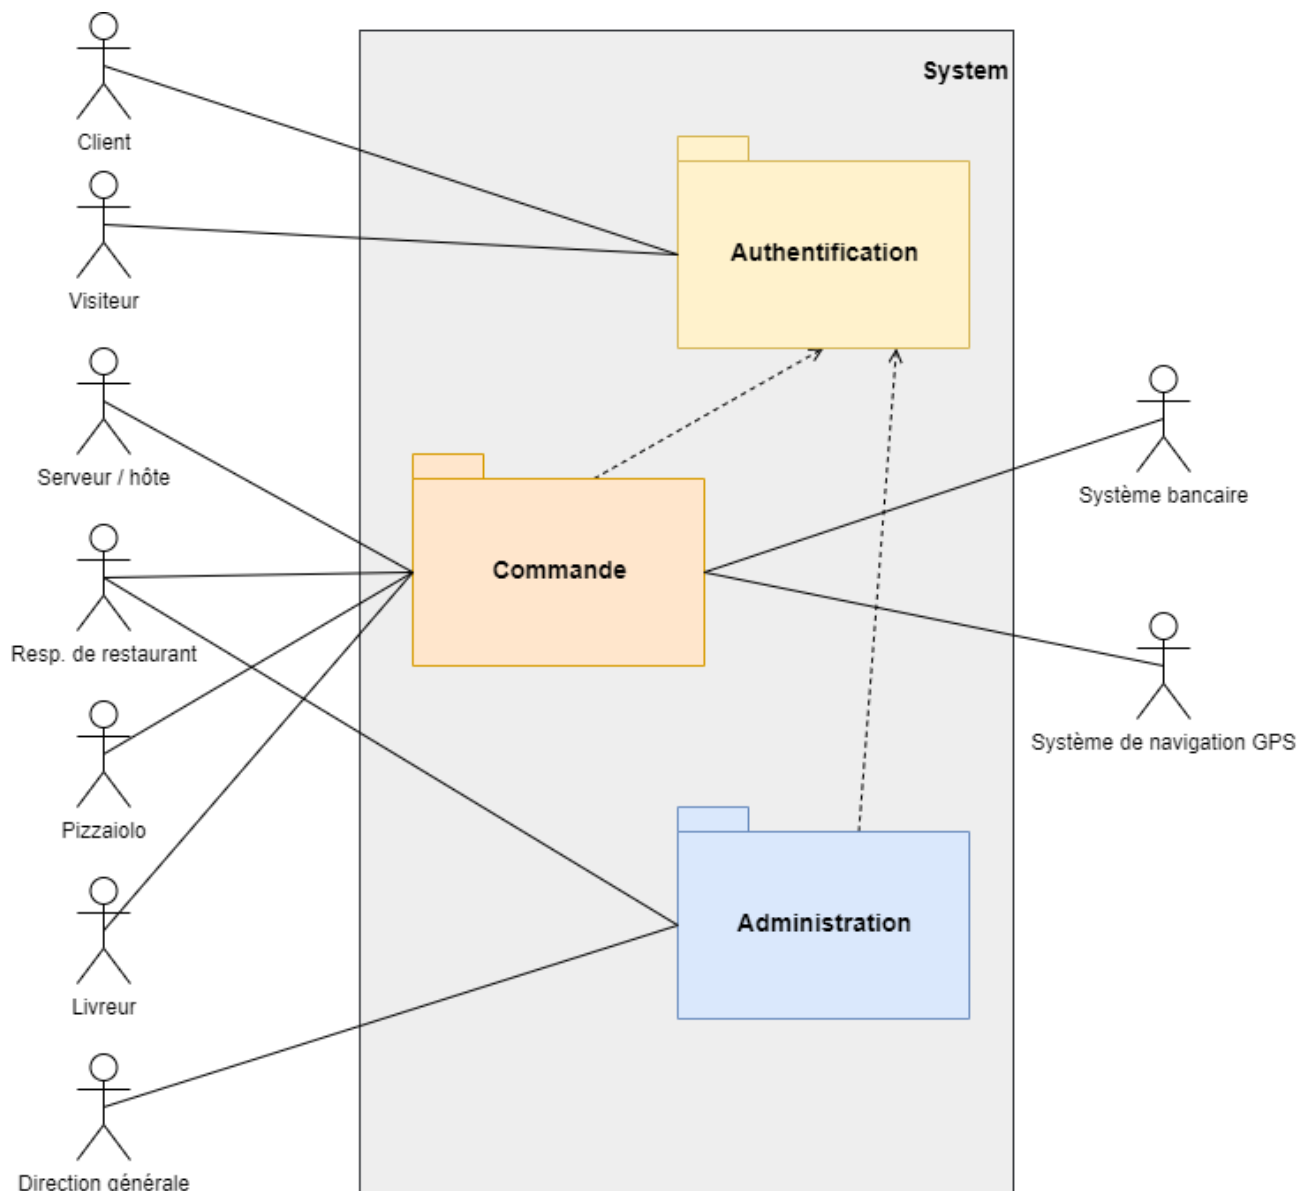 System
Client
Authentification
Visiteur
Serveur / hôte
Système bancaire
Commande
Resp. de restaurant
Système de navigation GPS
Pizzaiolo
Administration
Livreur
Direction générale